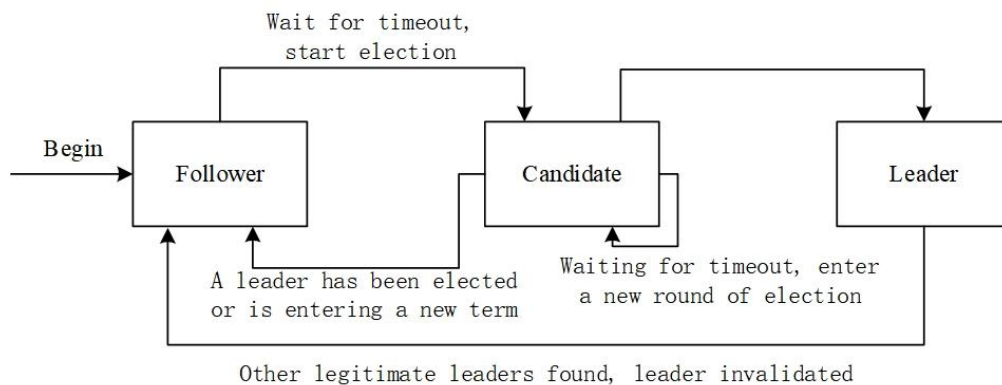 Wait for timeout,
start election
Begin
Follower
Candidate
Leader
A leader has been elected
or is entering a new term
Waiting for timeout, enter
a new round of election
Other legitimate leaders found, leader invalidated